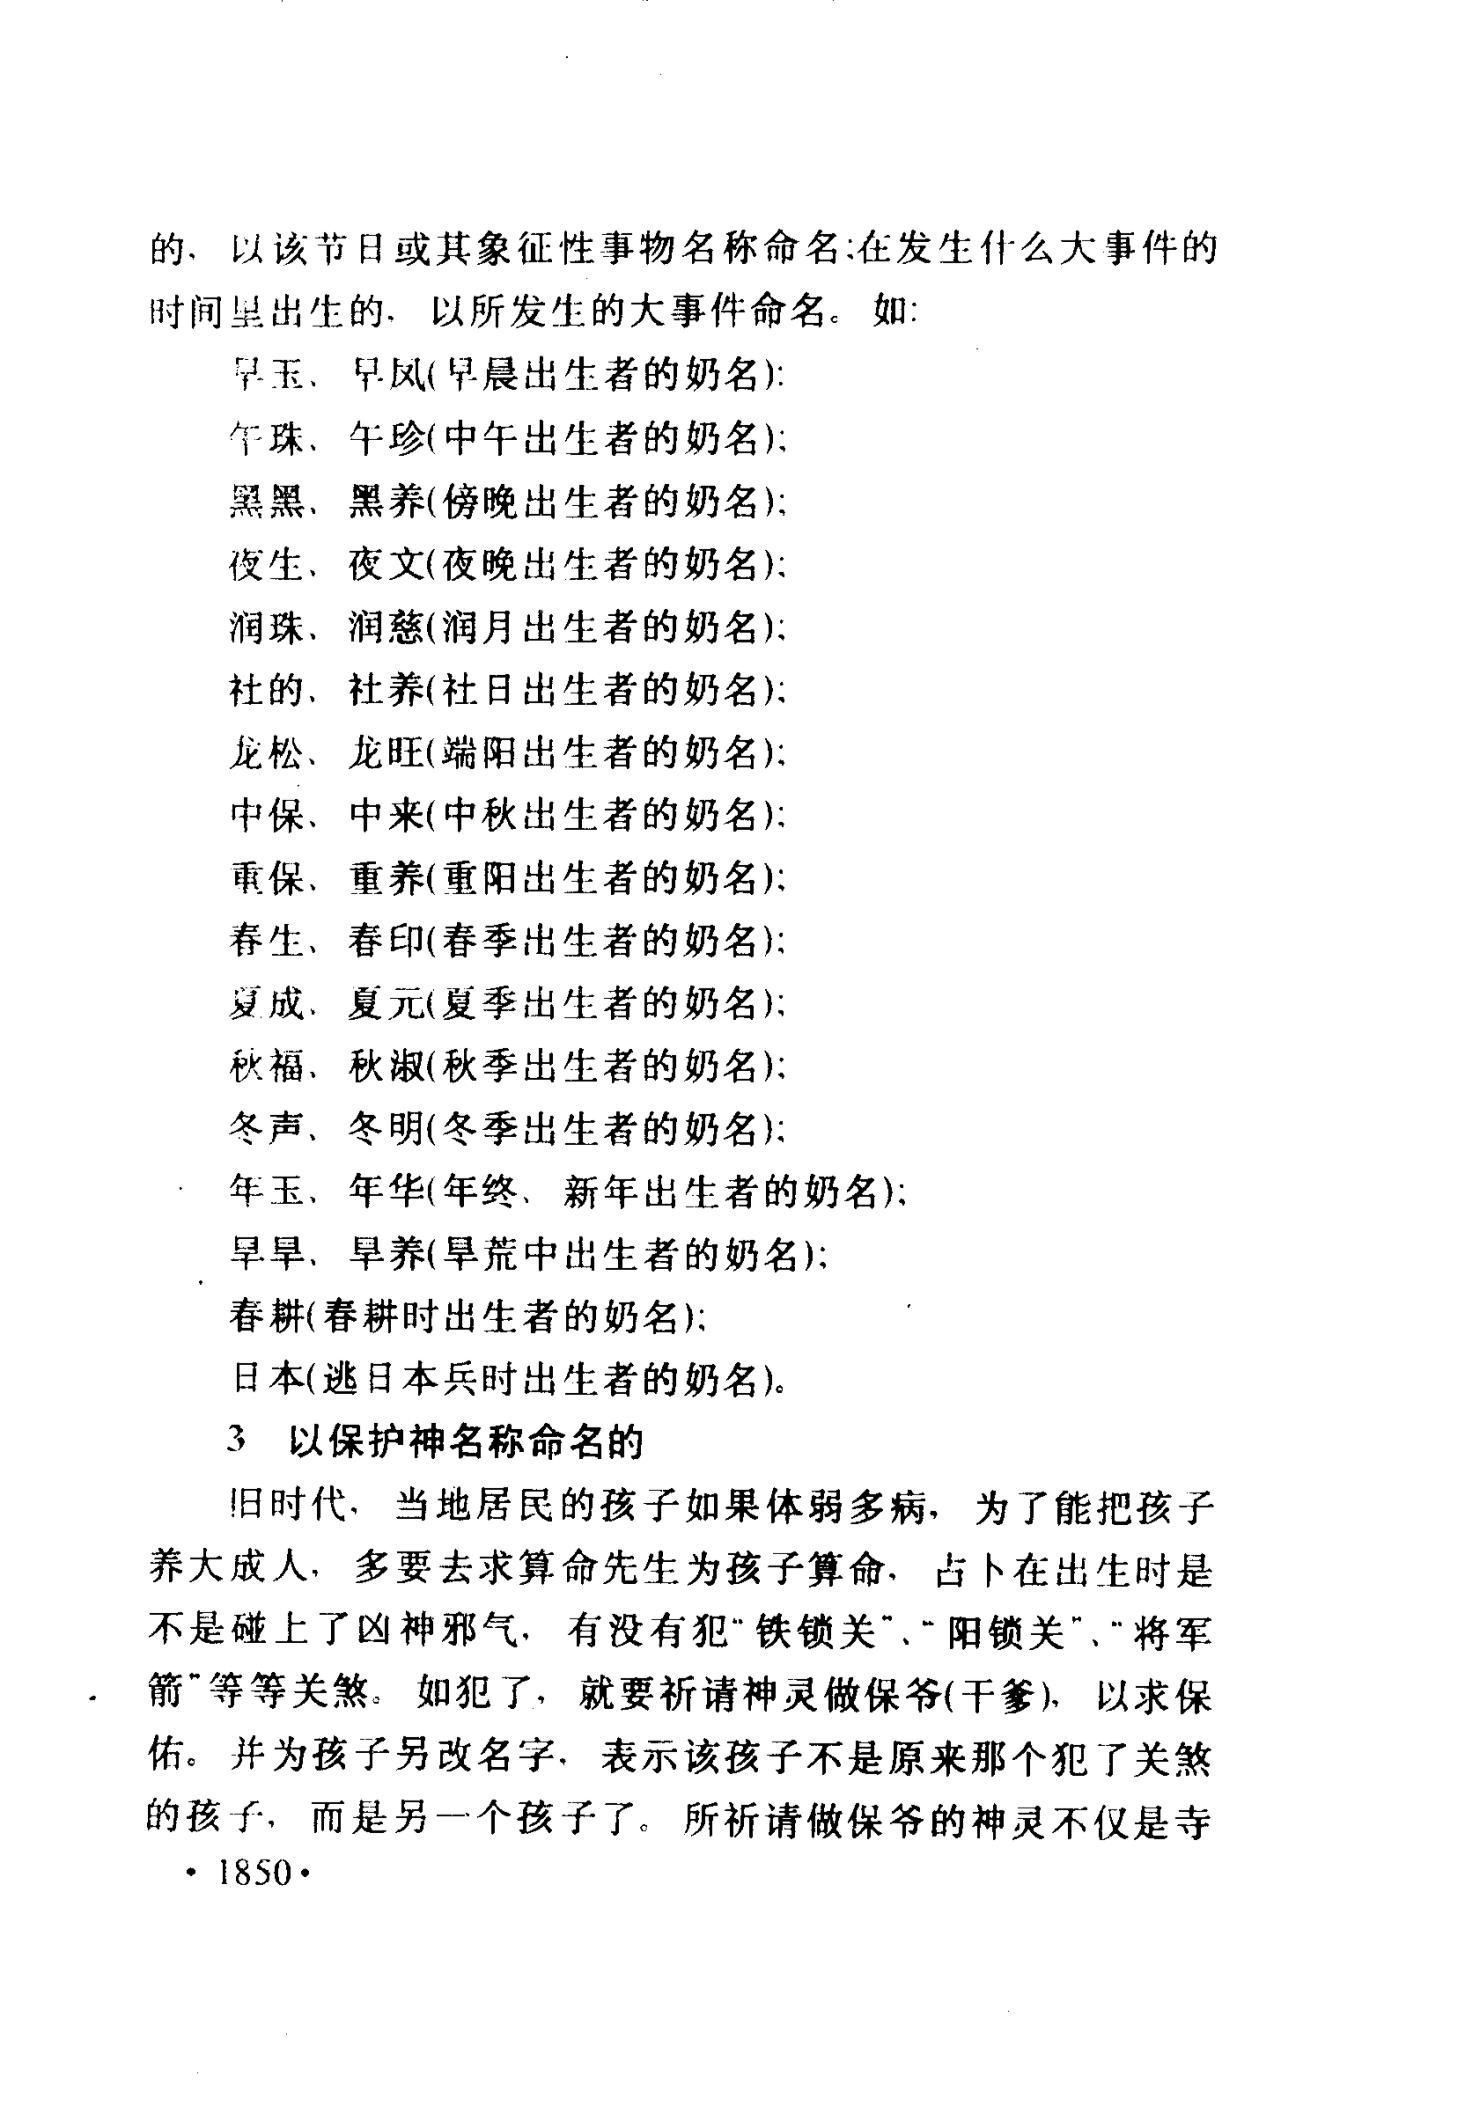 的，以该节日或其象征性事物名称命名;在发生什么大事件的
时间里出生的，以所发生的大事件命名。如:
早玉、早凤(早晨出生者的奶名):
午珠、午珍(中午出生者的奶名);
黑黑、黑养(傍晚出生者的奶名);
夜生、夜文(夜晚出生者的奶名);
润珠、润慈(润月出生者的奶名);
社的、社养(社日出生者的奶名);
龙松、龙旺(端阳出生者的奶名);
中保、中来(中秋出生者的奶名);
重保、重养(重阳出生者的奶名);
春生、春印(春季出生者的奶名);
夏成、夏元(夏季出生者的奶名);
秋福、秋淑(秋季出生者的奶名);
冬声、冬明(冬季出生者的奶名);
年玉、年华(年终、新年出生者的奶名);
旱旱、旱养(旱荒中出生者的奶名);
春耕(春耕时出生者的奶名);
日本(逃日本兵时出生者的奶名)。
3 以保护神名称命名的
旧时代，当地居民的孩子如果体弱多病，为了能把孩子
养大成人，多要去求算命先生为孩子算命，占卜在出生时是
不是碰上了凶神邪气，有没有犯“铁锁关”、“阳锁关”、“将军
箭”等等关煞。如犯了，就要祈请神灵做保爷(干爹)，以求保
佑。并为孩子另改名字，表示该孩子不是原来那个犯了关煞
的孩子，而是另一个孩子了。所祈请做保爷的神灵不仅是寺
·1850·